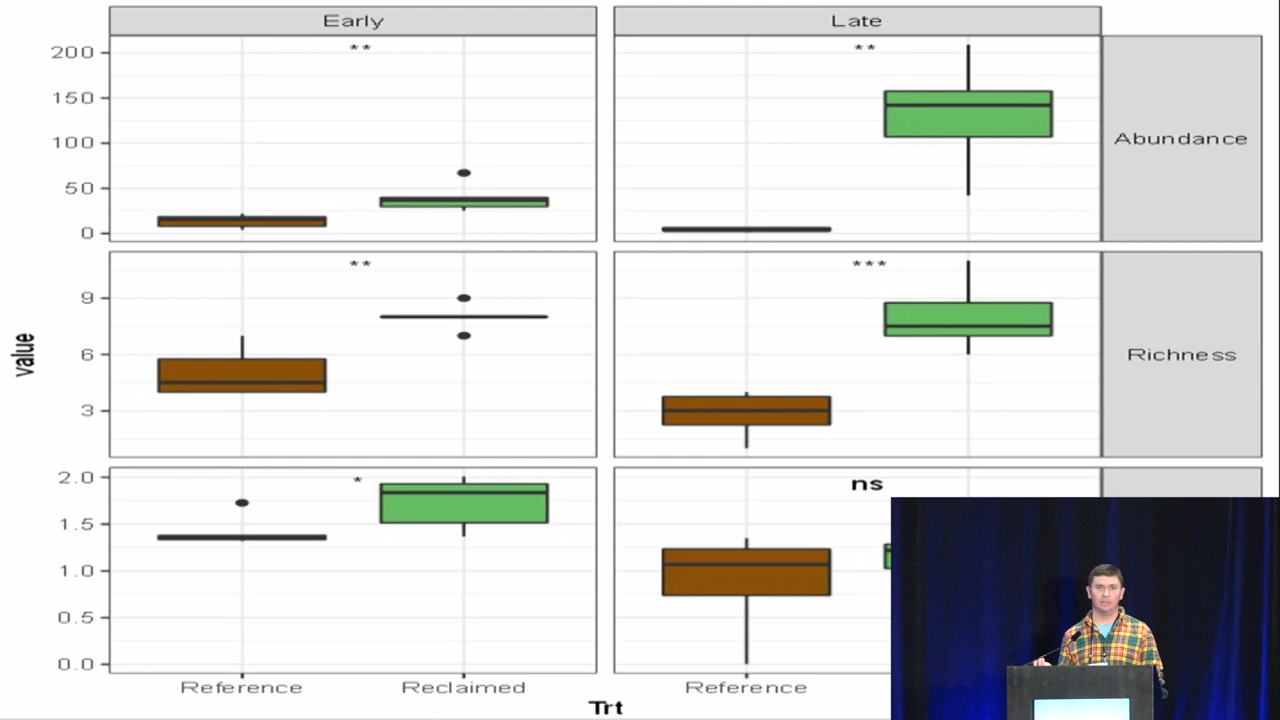 Early
Late
200
**
**
150
100
Abundance
50
0
**
***
9
6
Richness
3
value
2.0
*
ns
1.5
1.0
0.5
0.0
Reference
Reclaimed
Reference
Trt